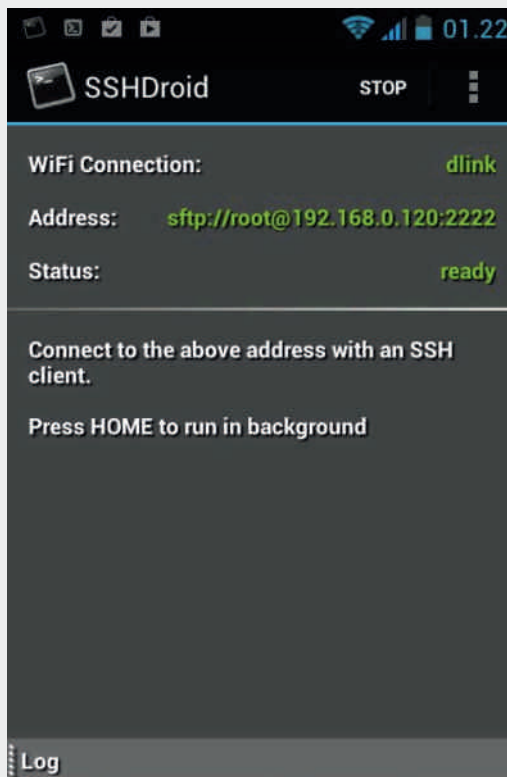 01.22
SSHDroid STOP
WiFi Connection: dlink
Address: sftp://root@192.168.0.120:2222
Status: ready
Connect to the above address with an SSH
client.
Press HOME to run in background
Log